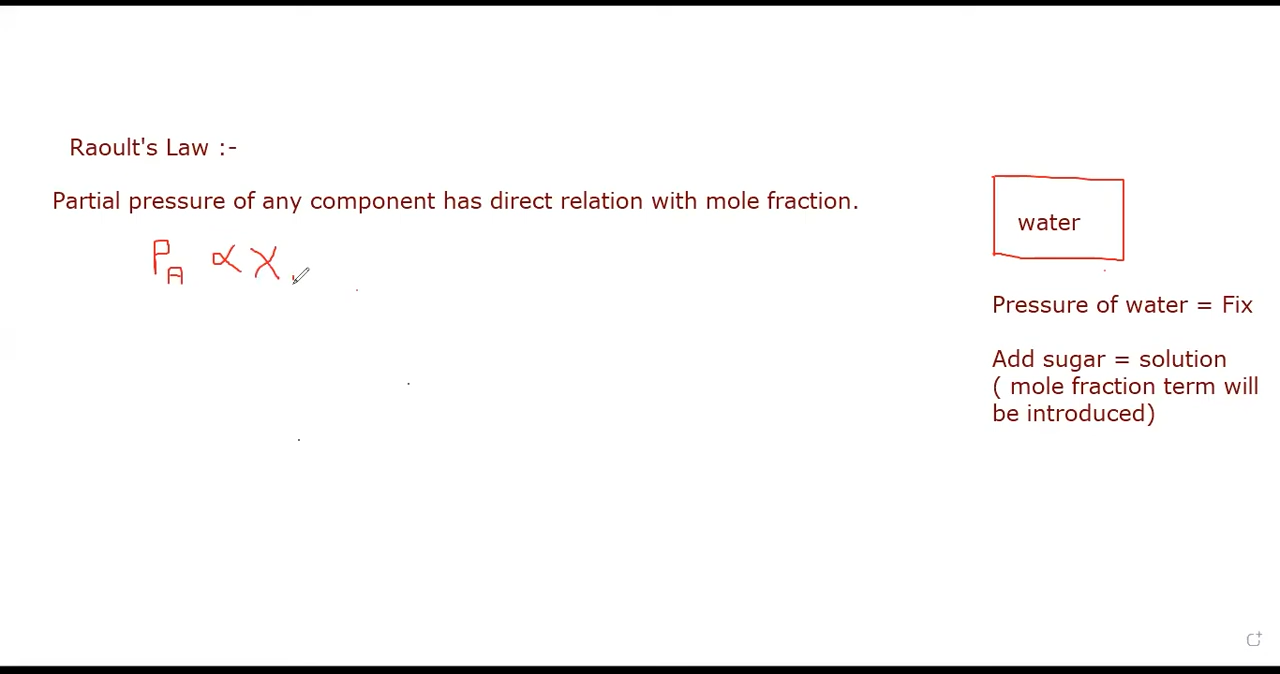 Raoult's Law :-
Partial pressure of any component has direct relation with mole fraction.
P_A ∝ X
water
Pressure of water = Fix
Add sugar = solution
( mole fraction term will
be introduced)